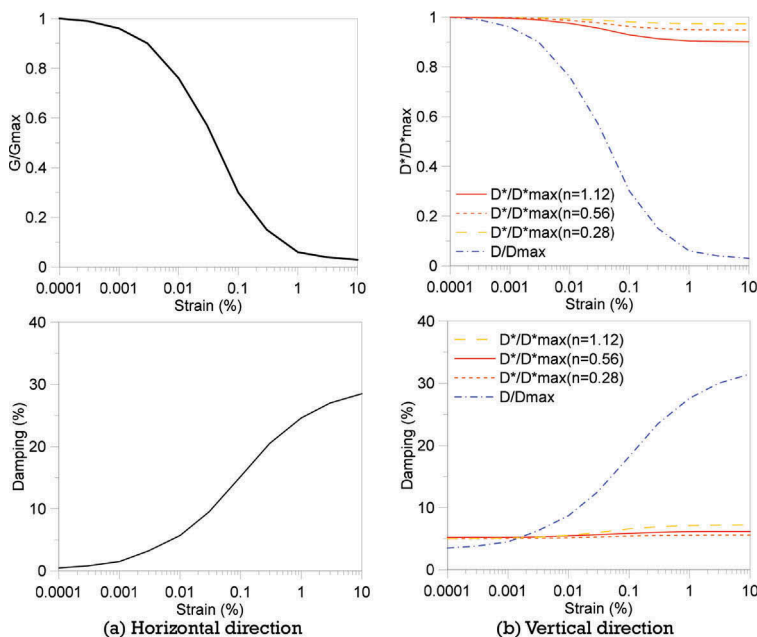 1
0.8
0.6
0.4
0.2
0
G/Gmax
0.0001 0.001 0.01 0.1 1 10
Strain (%)
1
0.8
0.6
0.4
0.2
0
D*/D*max
D*/D*max(n=1.12)
D*/D*max(n=0.56)
D*/D*max(n=0.28)
D/Dmax
0.0001 0.001 0.01 0.1 1 10
Strain (%)
40
30
20
10
0
Damping (%)
0.0001 0.001 0.01 0.1 1 10
Strain (%)
(a) Horizontal direction
40
30
20
10
0
Damping (%)
D*/D*max(n=1.12)
D*/D*max(n=0.56)
D*/D*max(n=0.28)
D/Dmax
0.0001 0.001 0.01 0.1 1 10
Strain (%)
(b) Vertical direction